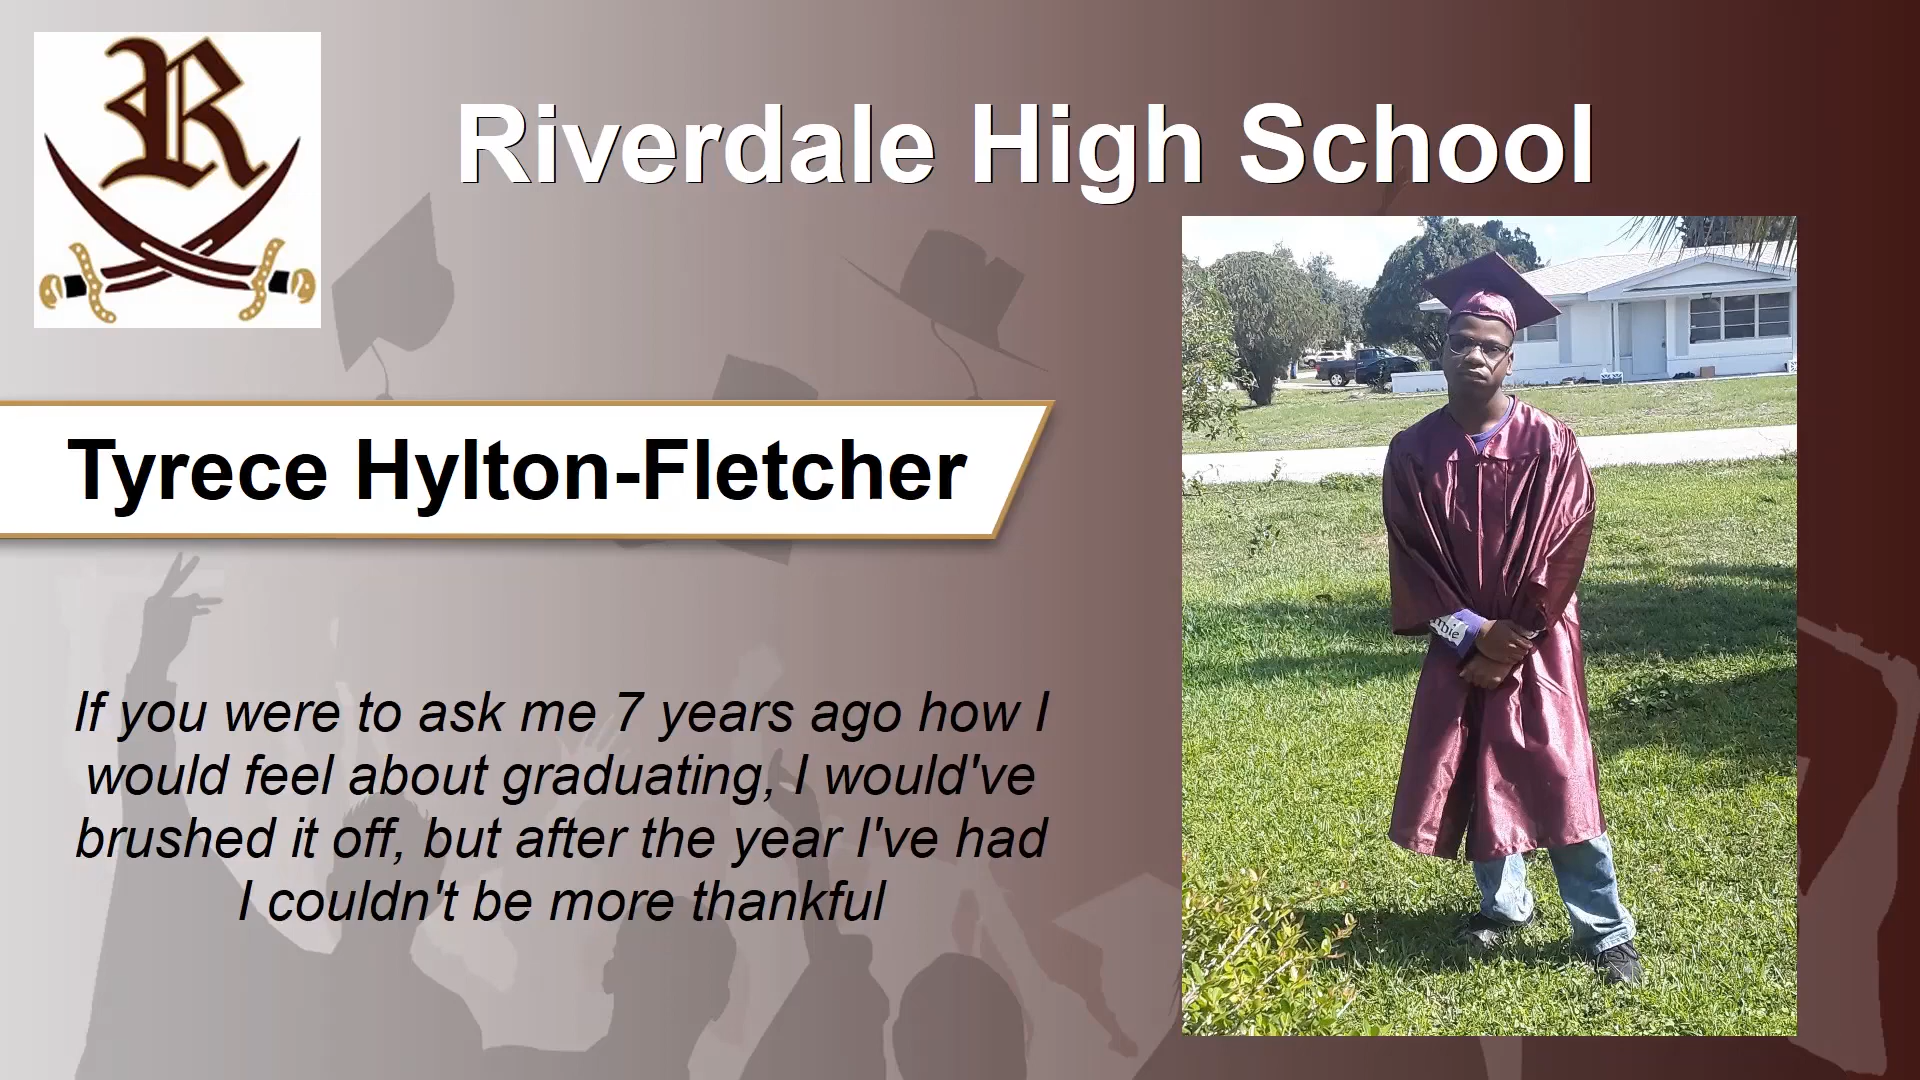 R
Riverdale High School
Tyrece Hylton-Fletcher
If you were to ask me 7 years ago how I
would feel about graduating, I would've
brushed it off, but after the year I've had
I couldn't be more thankful